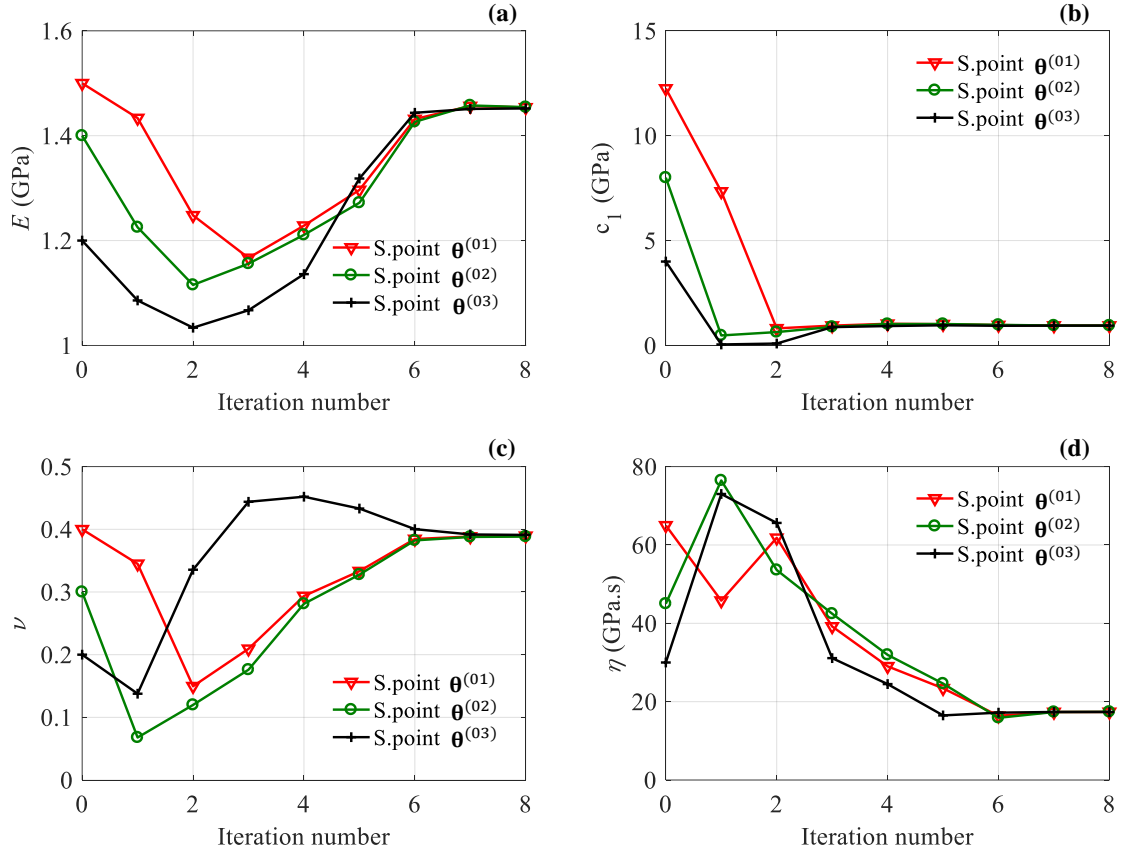 (a)
1.6
1.4
1.2
1
E (GPa)
S.point θ(01)
S.point θ(02)
S.point θ(03)
0 2 4 6 8
Iteration number
(b)
15
10
5
0
c1 (GPa)
S.point θ(01)
S.point θ(02)
S.point θ(03)
0 2 4 6 8
Iteration number
(c)
0.5
0.4
0.3
0.2
0.1
0
ν
S.point θ(01)
S.point θ(02)
S.point θ(03)
0 2 4 6 8
Iteration number
(d)
80
60
40
20
0
η (GPa.s)
S.point θ(01)
S.point θ(02)
S.point θ(03)
0 2 4 6 8
Iteration number